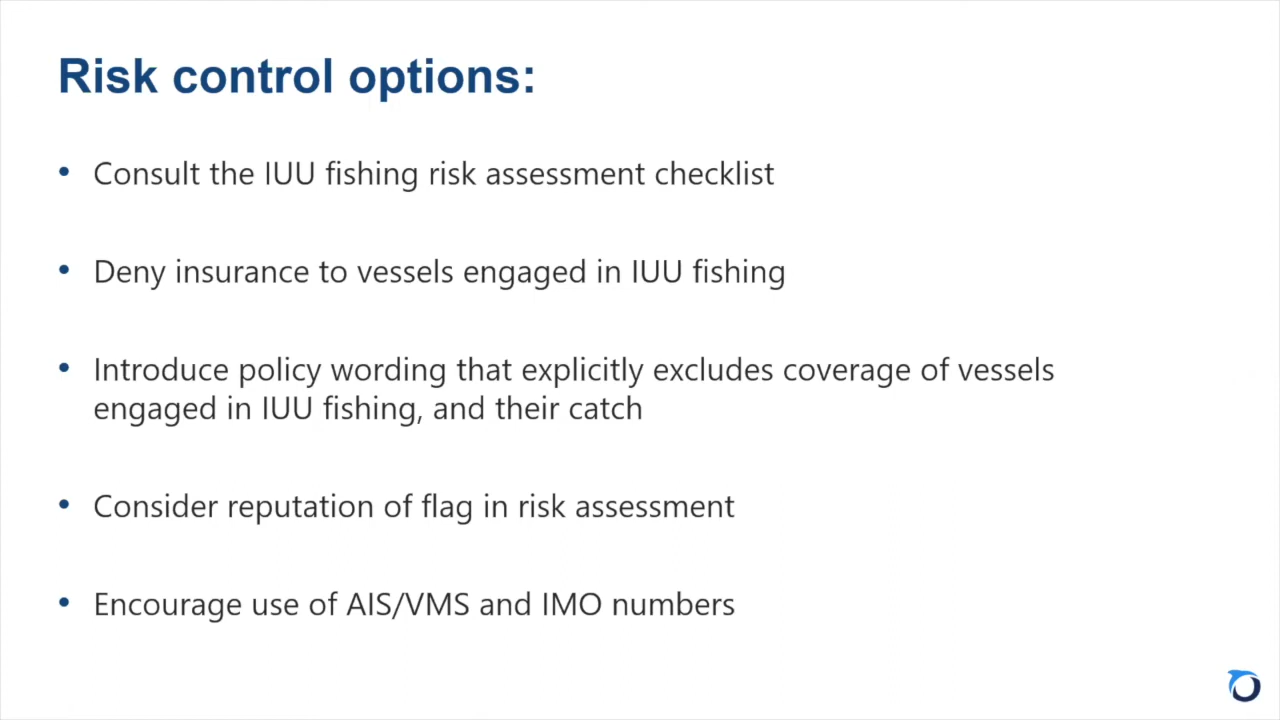 Risk control options:
• Consult the IUU fishing risk assessment checklist
• Deny insurance to vessels engaged in IUU fishing
• Introduce policy wording that explicitly excludes coverage of vessels
engaged in IUU fishing, and their catch
• Consider reputation of flag in risk assessment
• Encourage use of AIS/VMS and IMO numbers